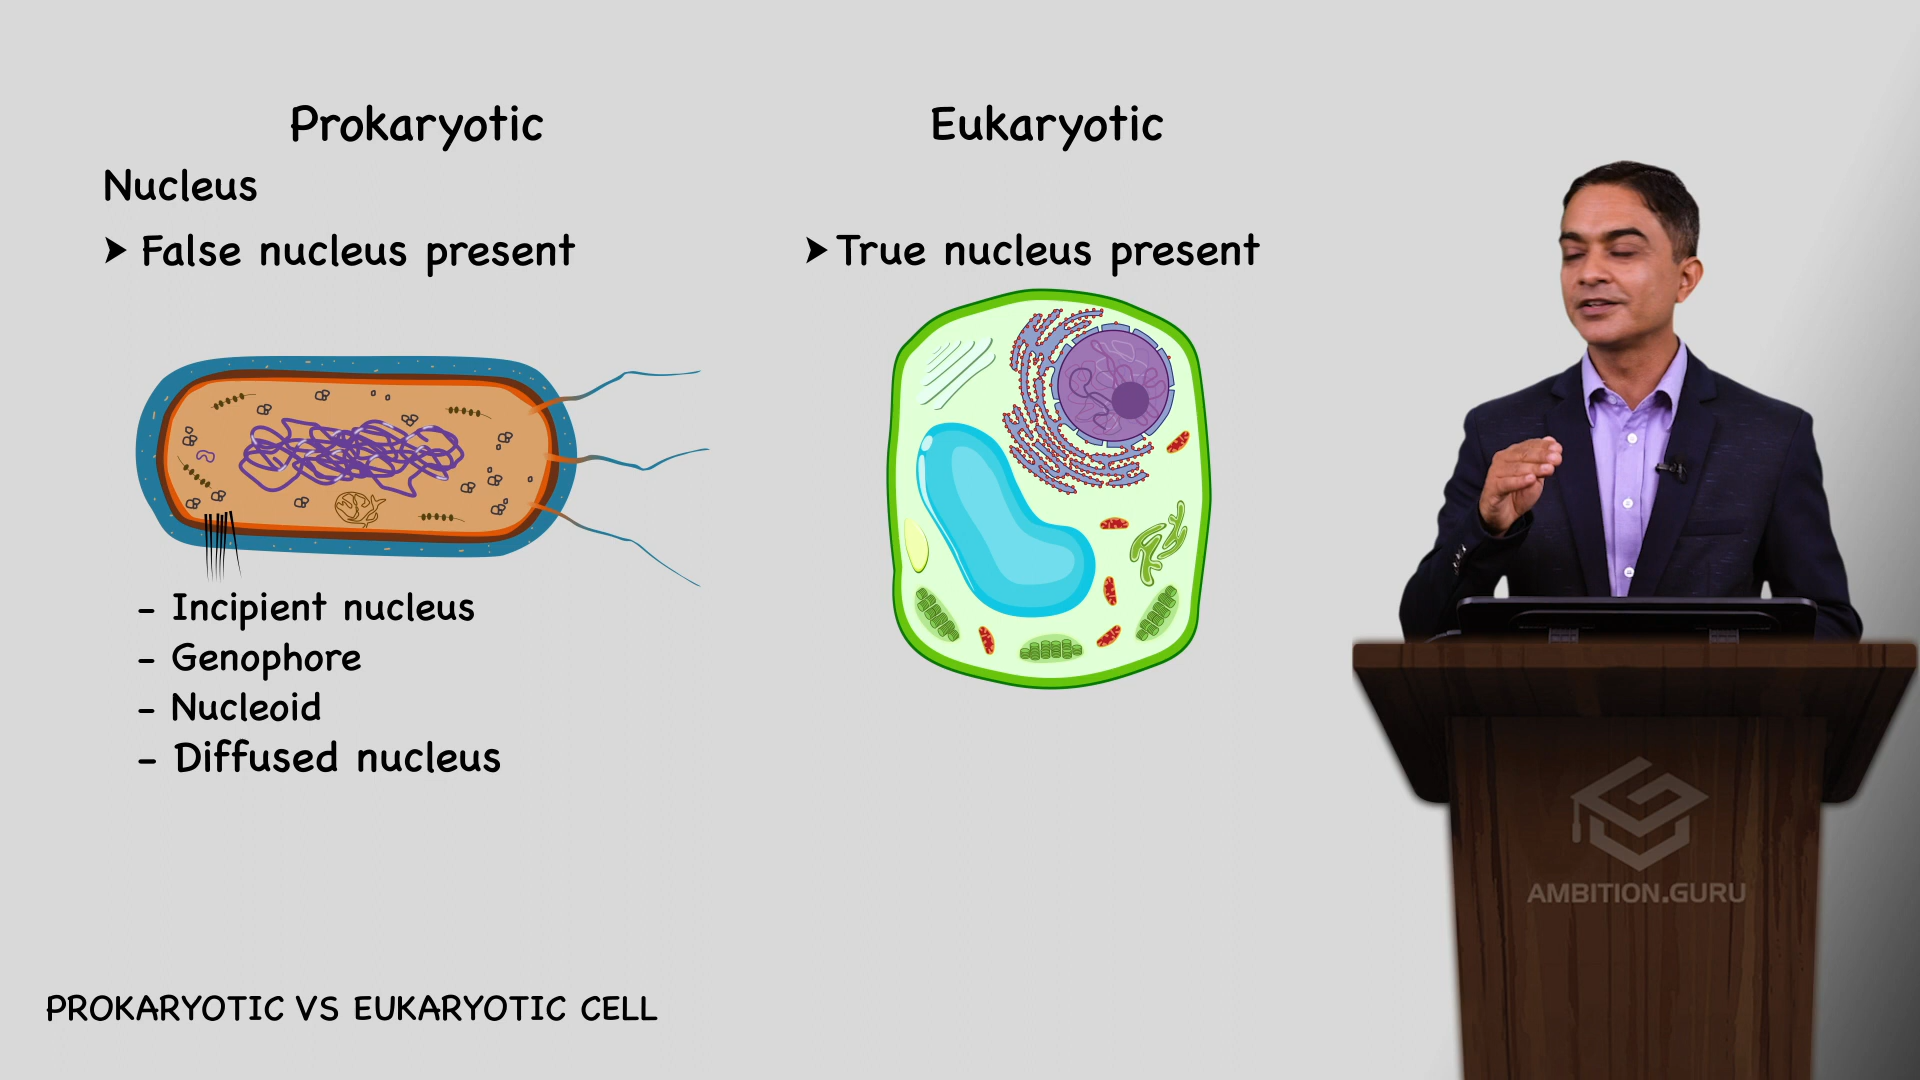 Prokaryotic
Eukaryotic
Nucleus
➤ False nucleus present
➤ True nucleus present
- Incipient nucleus
- Genophore
- Nucleoid
- Diffused nucleus
AMBITION.GURU
PROKARYOTIC VS EUKARYOTIC CELL